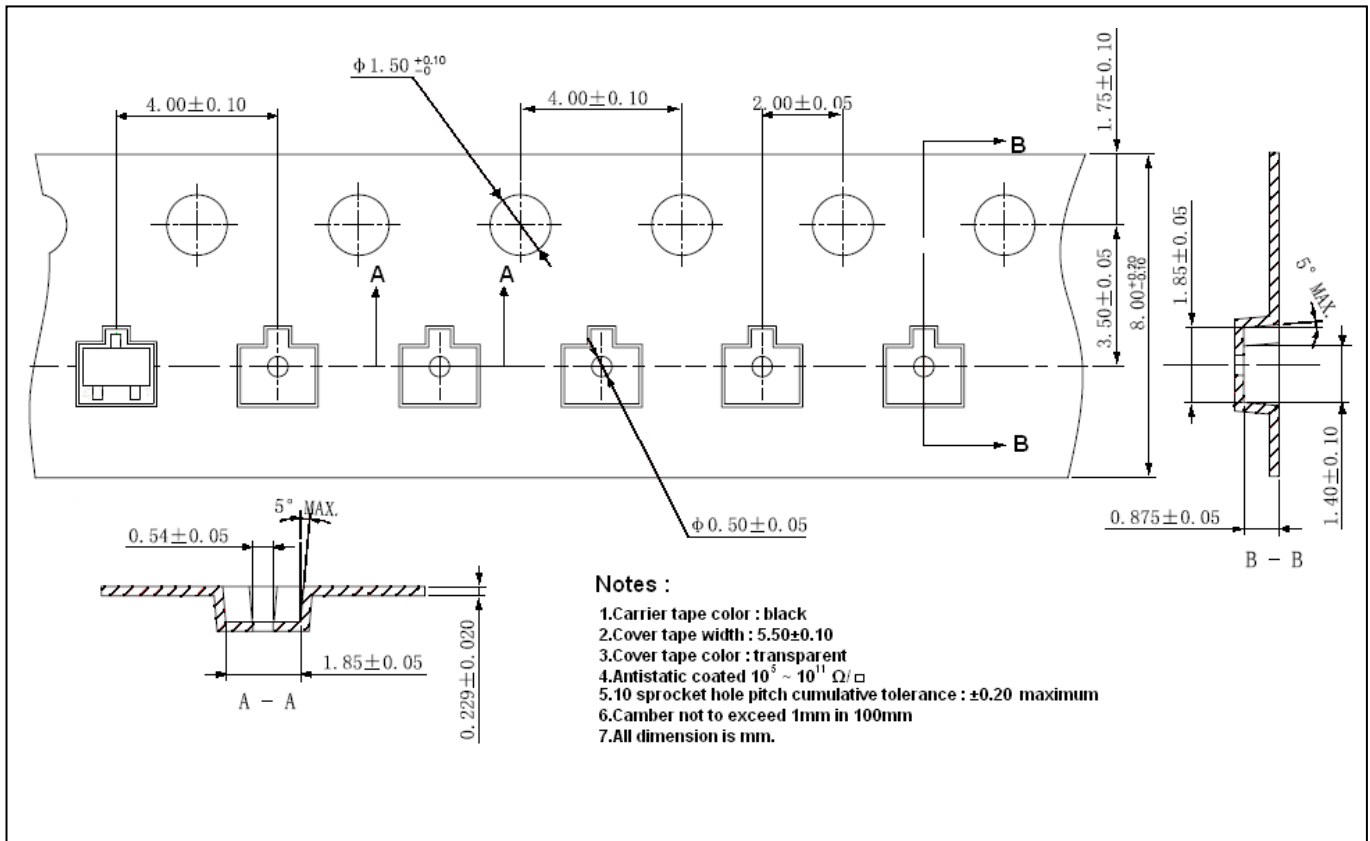 ϕ1.50 +0.10 -0
4.00±0.10
4.00±0.10
2.00±0.05
1.75±0.10
B
A
A
3.50±0.05
8.00 +0.20 -0.10
1.85±0.05
5° MAX.
B
1.40±0.10
0.875±0.05
B - B
ϕ0.50±0.05
5° MAX.
0.54±0.05
1.85±0.05
0.229±0.020
A - A
Notes :
1.Carrier tape color : black
2.Cover tape width : 5.50±0.10
3.Cover tape color : transparent
4.Antistatic coated 10⁵ ~ 10¹¹ Ω/□
5.10 sprocket hole pitch cumulative tolerance : ±0.20 maximum
6.Camber not to exceed 1mm in 100mm
7.All dimension is mm.